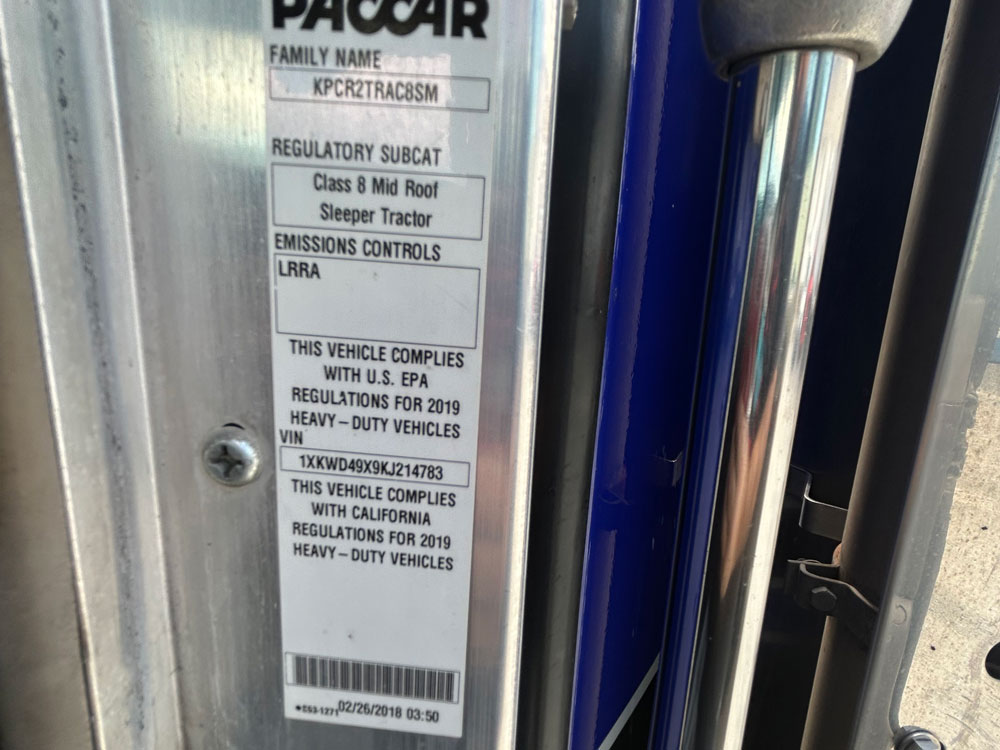 PACCAR
FAMILY NAME
KPCR2TRAC8SM
REGULATORY SUBCAT
Class 8 Mid Roof
Sleeper Tractor
EMISSIONS CONTROLS
LRRA
THIS VEHICLE COMPLIES
WITH U.S. EPA
REGULATIONS FOR 2019
HEAVY-DUTY VEHICLES
VIN
1XKWD49X9KJ214783
THIS VEHICLE COMPLIES
WITH CALIFORNIA
REGULATIONS FOR 2019
HEAVY-DUTY VEHICLES
02/26/2018 03:50